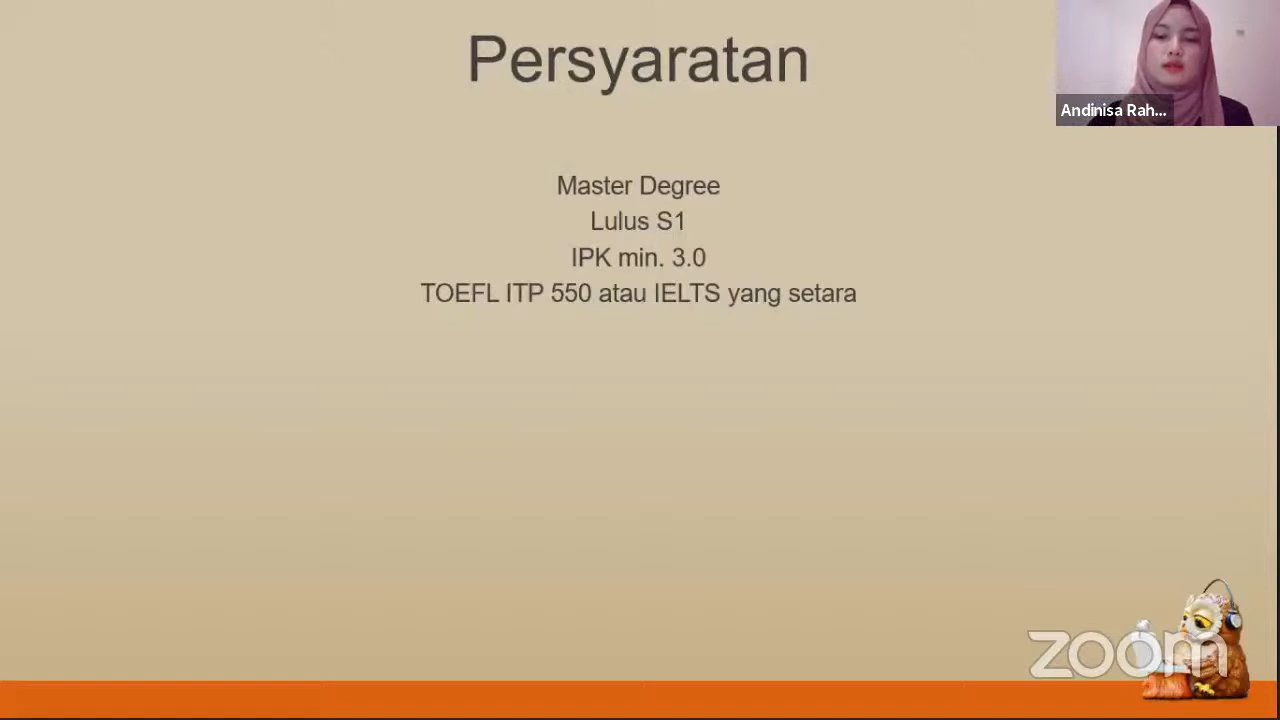 Persyaratan
Andinisa Rah...
Master Degree
Lulus S1
IPK min. 3.0
TOEFL ITP 550 atau IELTS yang setara
zoom